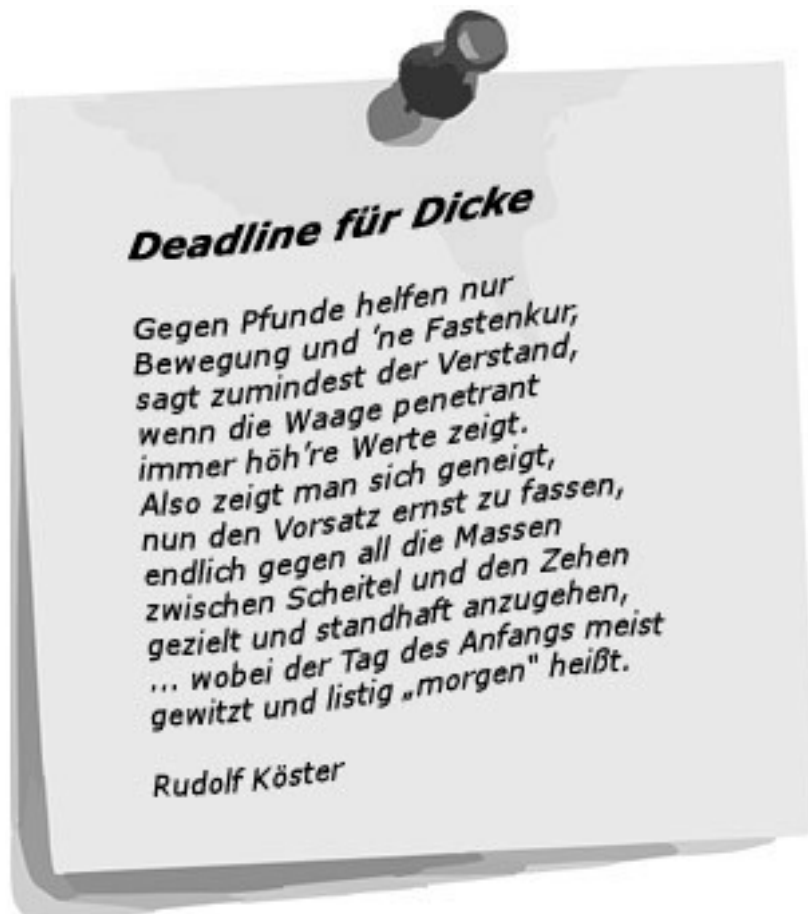 Deadline für Dicke
Gegen Pfunde helfen nur
Bewegung und 'ne Fastenkur,
sagt zumindest der Verstand,
wenn die Waage penetrant
immer höh're Werte zeigt.
Also zeigt man sich geneigt,
nun den Vorsatz ernst zu fassen,
endlich gegen all die Massen
zwischen Scheitel und den Zehen
gezielt und standhaft anzugehen,
... wobei der Tag des Anfangs meist
gewitzt und listig „morgen" heißt.
Rudolf Köster